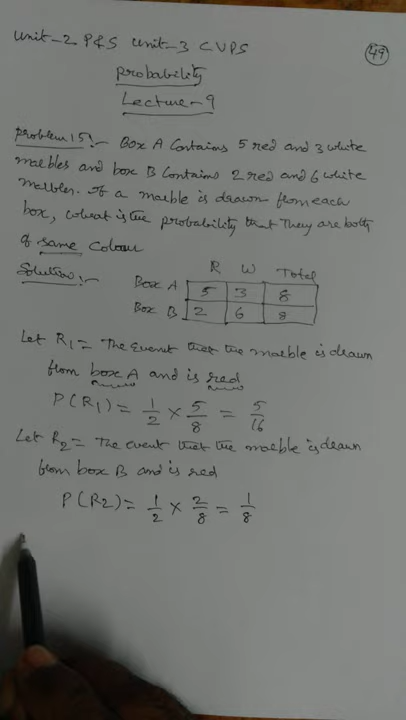 Unit-2 P&S Unit-3 CVPS
49
Probability
Lecture-9
Problem 15:- Box A Contains 5 red and 3 white
marbles and box B Contains 2 red and 6 white
marbles. If a marble is drawn from each
box, what is the probability that They are both
of same Colour
Solution:-
R W Total
Box A 5 3 8
Box B 2 6 8
Let R1 = The event that the marble is drawn
from box A and is red
P(R1) = 1/2 × 5/8 = 5/16
Let R2 = The event that the marble is drawn
from box B and is red
P(R2) = 1/2 × 2/8 = 1/8